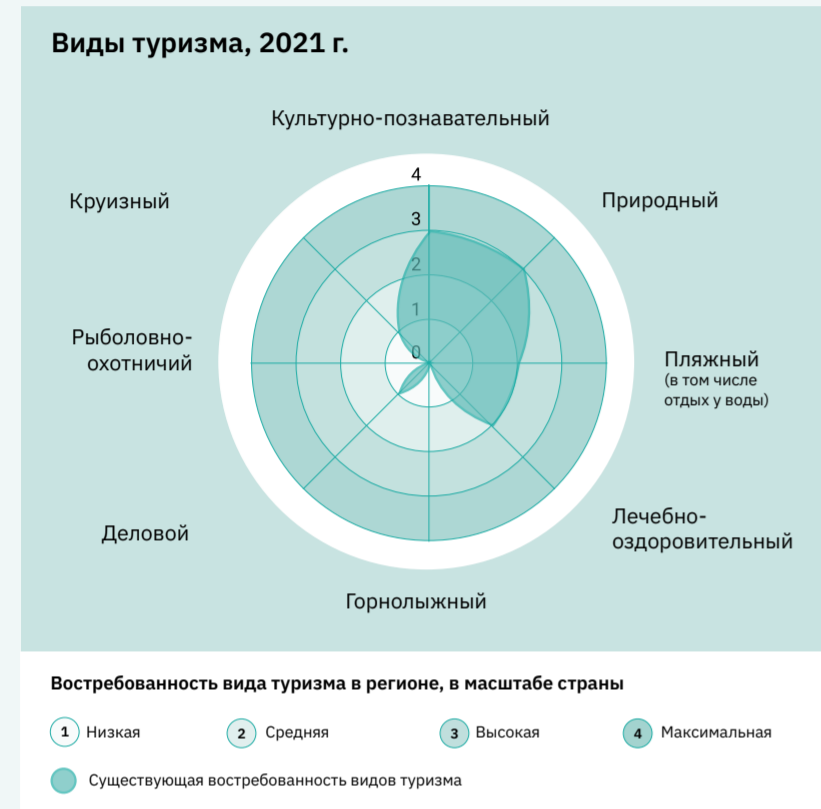 Виды туризма, 2021 г.
Культурно-познавательный
Круизный
Природный
4
3
2
1
0
Рыболовно-
охотничий
Пляжный
(в том числе
отдых у воды)
Лечебно-
оздоровительный
Деловой
Горнолыжный
Востребованность вида туризма в регионе, в масштабе страны
1 Низкая
2 Средняя
3 Высокая
4 Максимальная
Существующая востребованность видов туризма